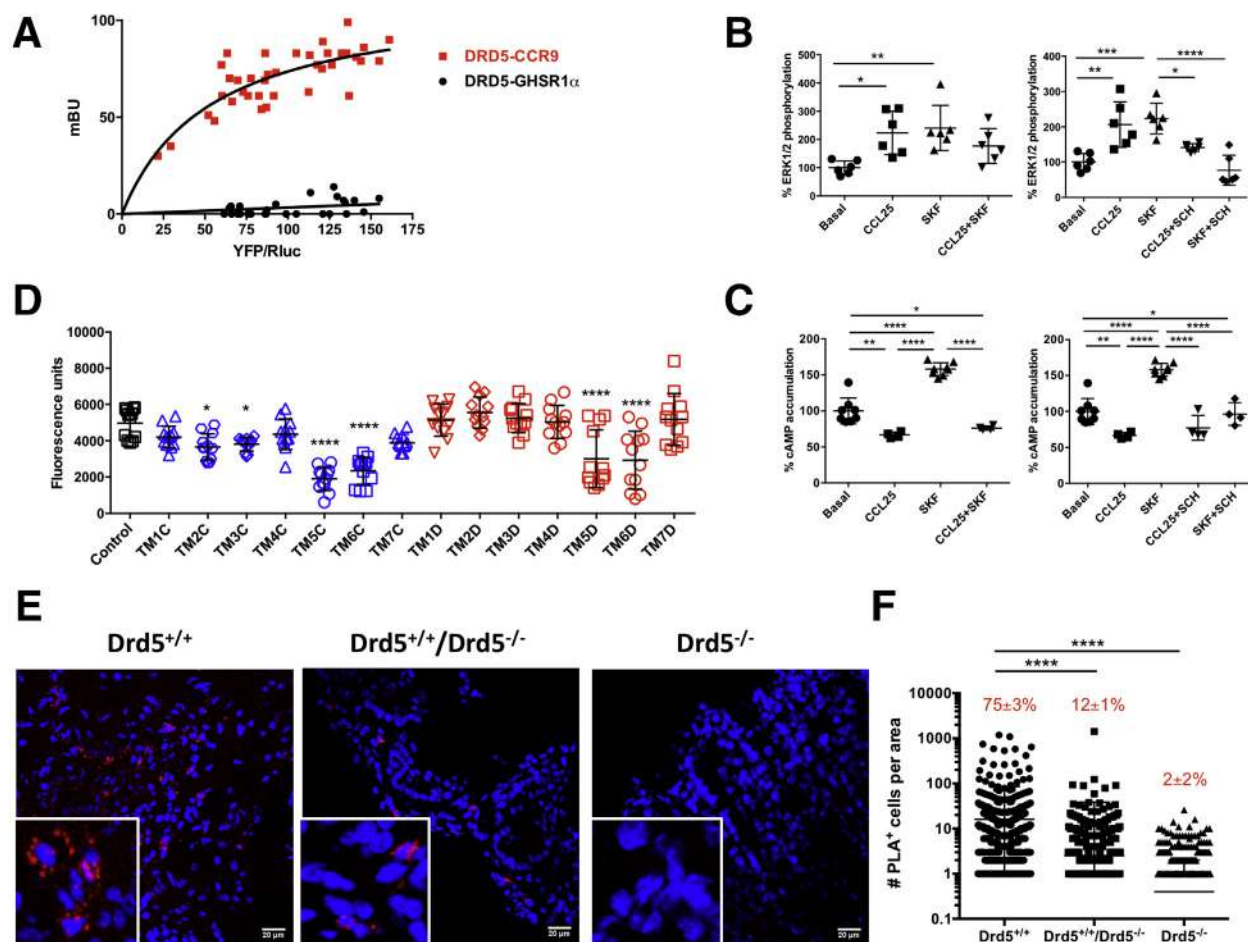 A
mBU
100
50
0
0 25 50 75 100 125 150 175
YFP/Rluc
DRD5-CCR9
DRD5-GHSR1α
B
% ERK1/2 phosphorylation
500
400
300
200
100
0
** 
*
Basal CCL25 SKF CCL25+SKF
% ERK1/2 phosphorylation
400
300
200
100
0
*** ****
** *
Basal CCL25 SKF CCL25+SCH SKF+SCH
C
% cAMP accumulation
200
150
100
50
0
*
****
** **** ****
Basal CCL25 SKF CCL25+SKF
% cAMP accumulation
200
150
100
50
0
*
**** ****
** **** ****
Basal CCL25 SKF CCL25+SCH SKF+SCH
D
Fluorescence units
10000
8000
6000
4000
2000
0
* * **** **** **** ****
Control TM1C TM2C TM3C TM4C TM5C TM6C TM7C TM1D TM2D TM3D TM4D TM5D TM6D TM7D
E
Drd5+/+ Drd5+/+/Drd5-/- Drd5-/-
20 µm 20 µm 20 µm
F
****
****
# PLA+ cells per area
10000
1000
100
10
1
0.1
75±3% 12±1% 2±2%
Drd5+/+ Drd5+/+/Drd5-/- Drd5-/-